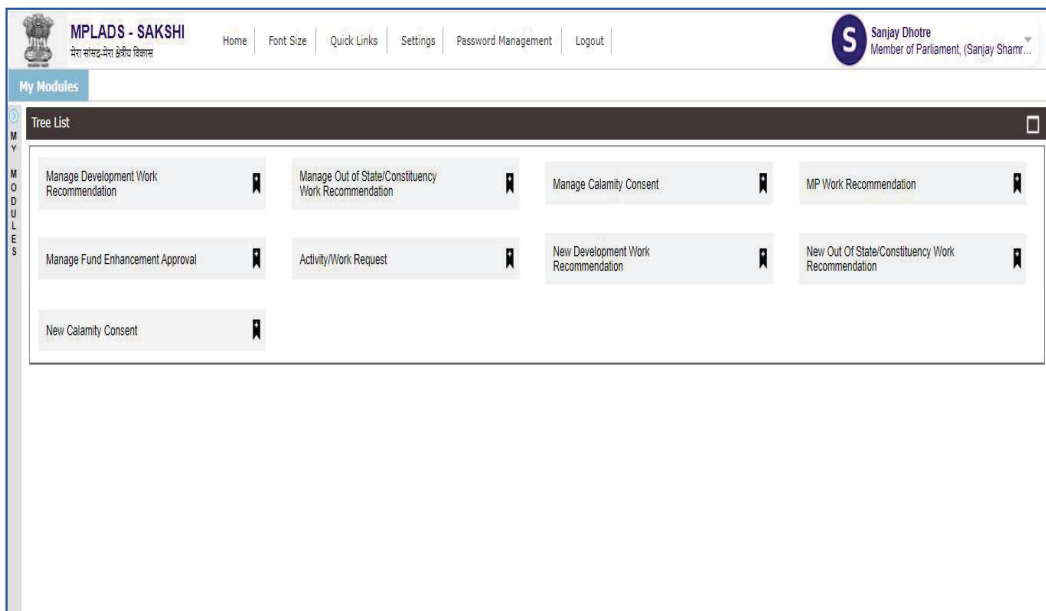 MPLADS - SAKSHI
मेरा सांसद-मेरा क्षेत्रीय विकास
Home Font Size Quick Links Settings Password Management Logout
S
Sanjay Dhotre
Member of Parliament, (Sanjay Shamr...
My Modules
MY MODULES
Tree List
Manage Development Work
Recommendation
Manage Out of State/Constituency
Work Recommendation
Manage Calamity Consent
MP Work Recommendation
Manage Fund Enhancement Approval
Activity/Work Request
New Development Work
Recommendation
New Out Of State/Constituency Work
Recommendation
New Calamity Consent